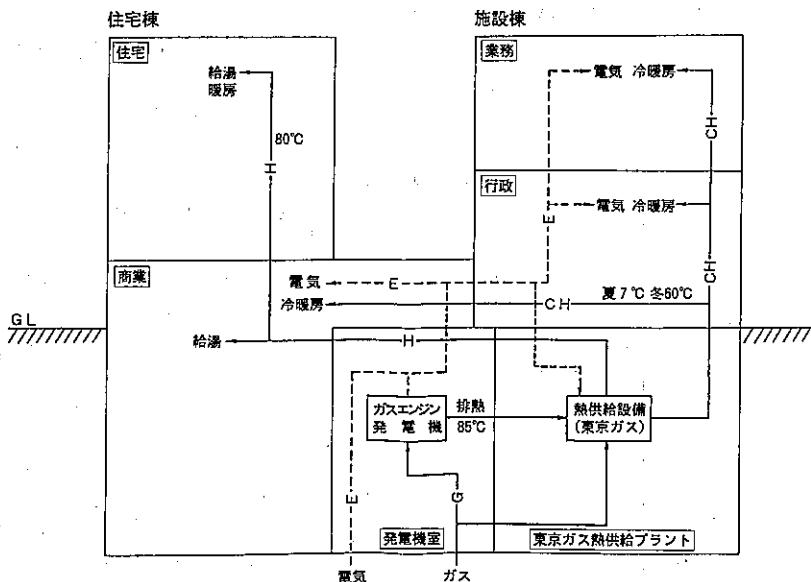 住宅棟
施設棟
住宅
業務
給湯
暖房
電気 冷暖房
80℃
CH
H
行政
電気 冷暖房
E
CH
商業
電気
E
冷暖房
CH
夏7℃ 冬60℃
GL
給湯
H
ガスエンジン
発電機
排熱
85℃
熱供給設備
(東京ガス)
E
G
発電機室
東京ガス熱供給プラント
電気
ガス